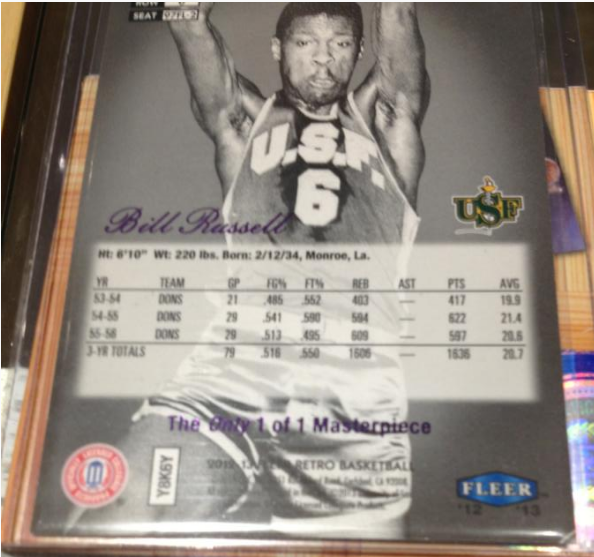 ROW
SEAT
U.S.F.
6
USF
Bill Russell
Ht: 6'10" Wt: 220 lbs. Born: 2/12/34, Monroe, La.
YR TEAM GP FG% FT% REB AST PTS AVG
53-54 DONS 21 .485 .552 403 — 417 19.9
54-55 DONS 29 .541 .590 594 — 622 21.4
55-56 DONS 29 .513 .495 609 — 597 20.6
3-YR TOTALS 79 .516 .550 1606 — 1636 20.7
The Only 1 of 1 Masterpiece
Y8K6Y
2012-13 FLEER RETRO BASKETBALL
FLEER
'12 '13